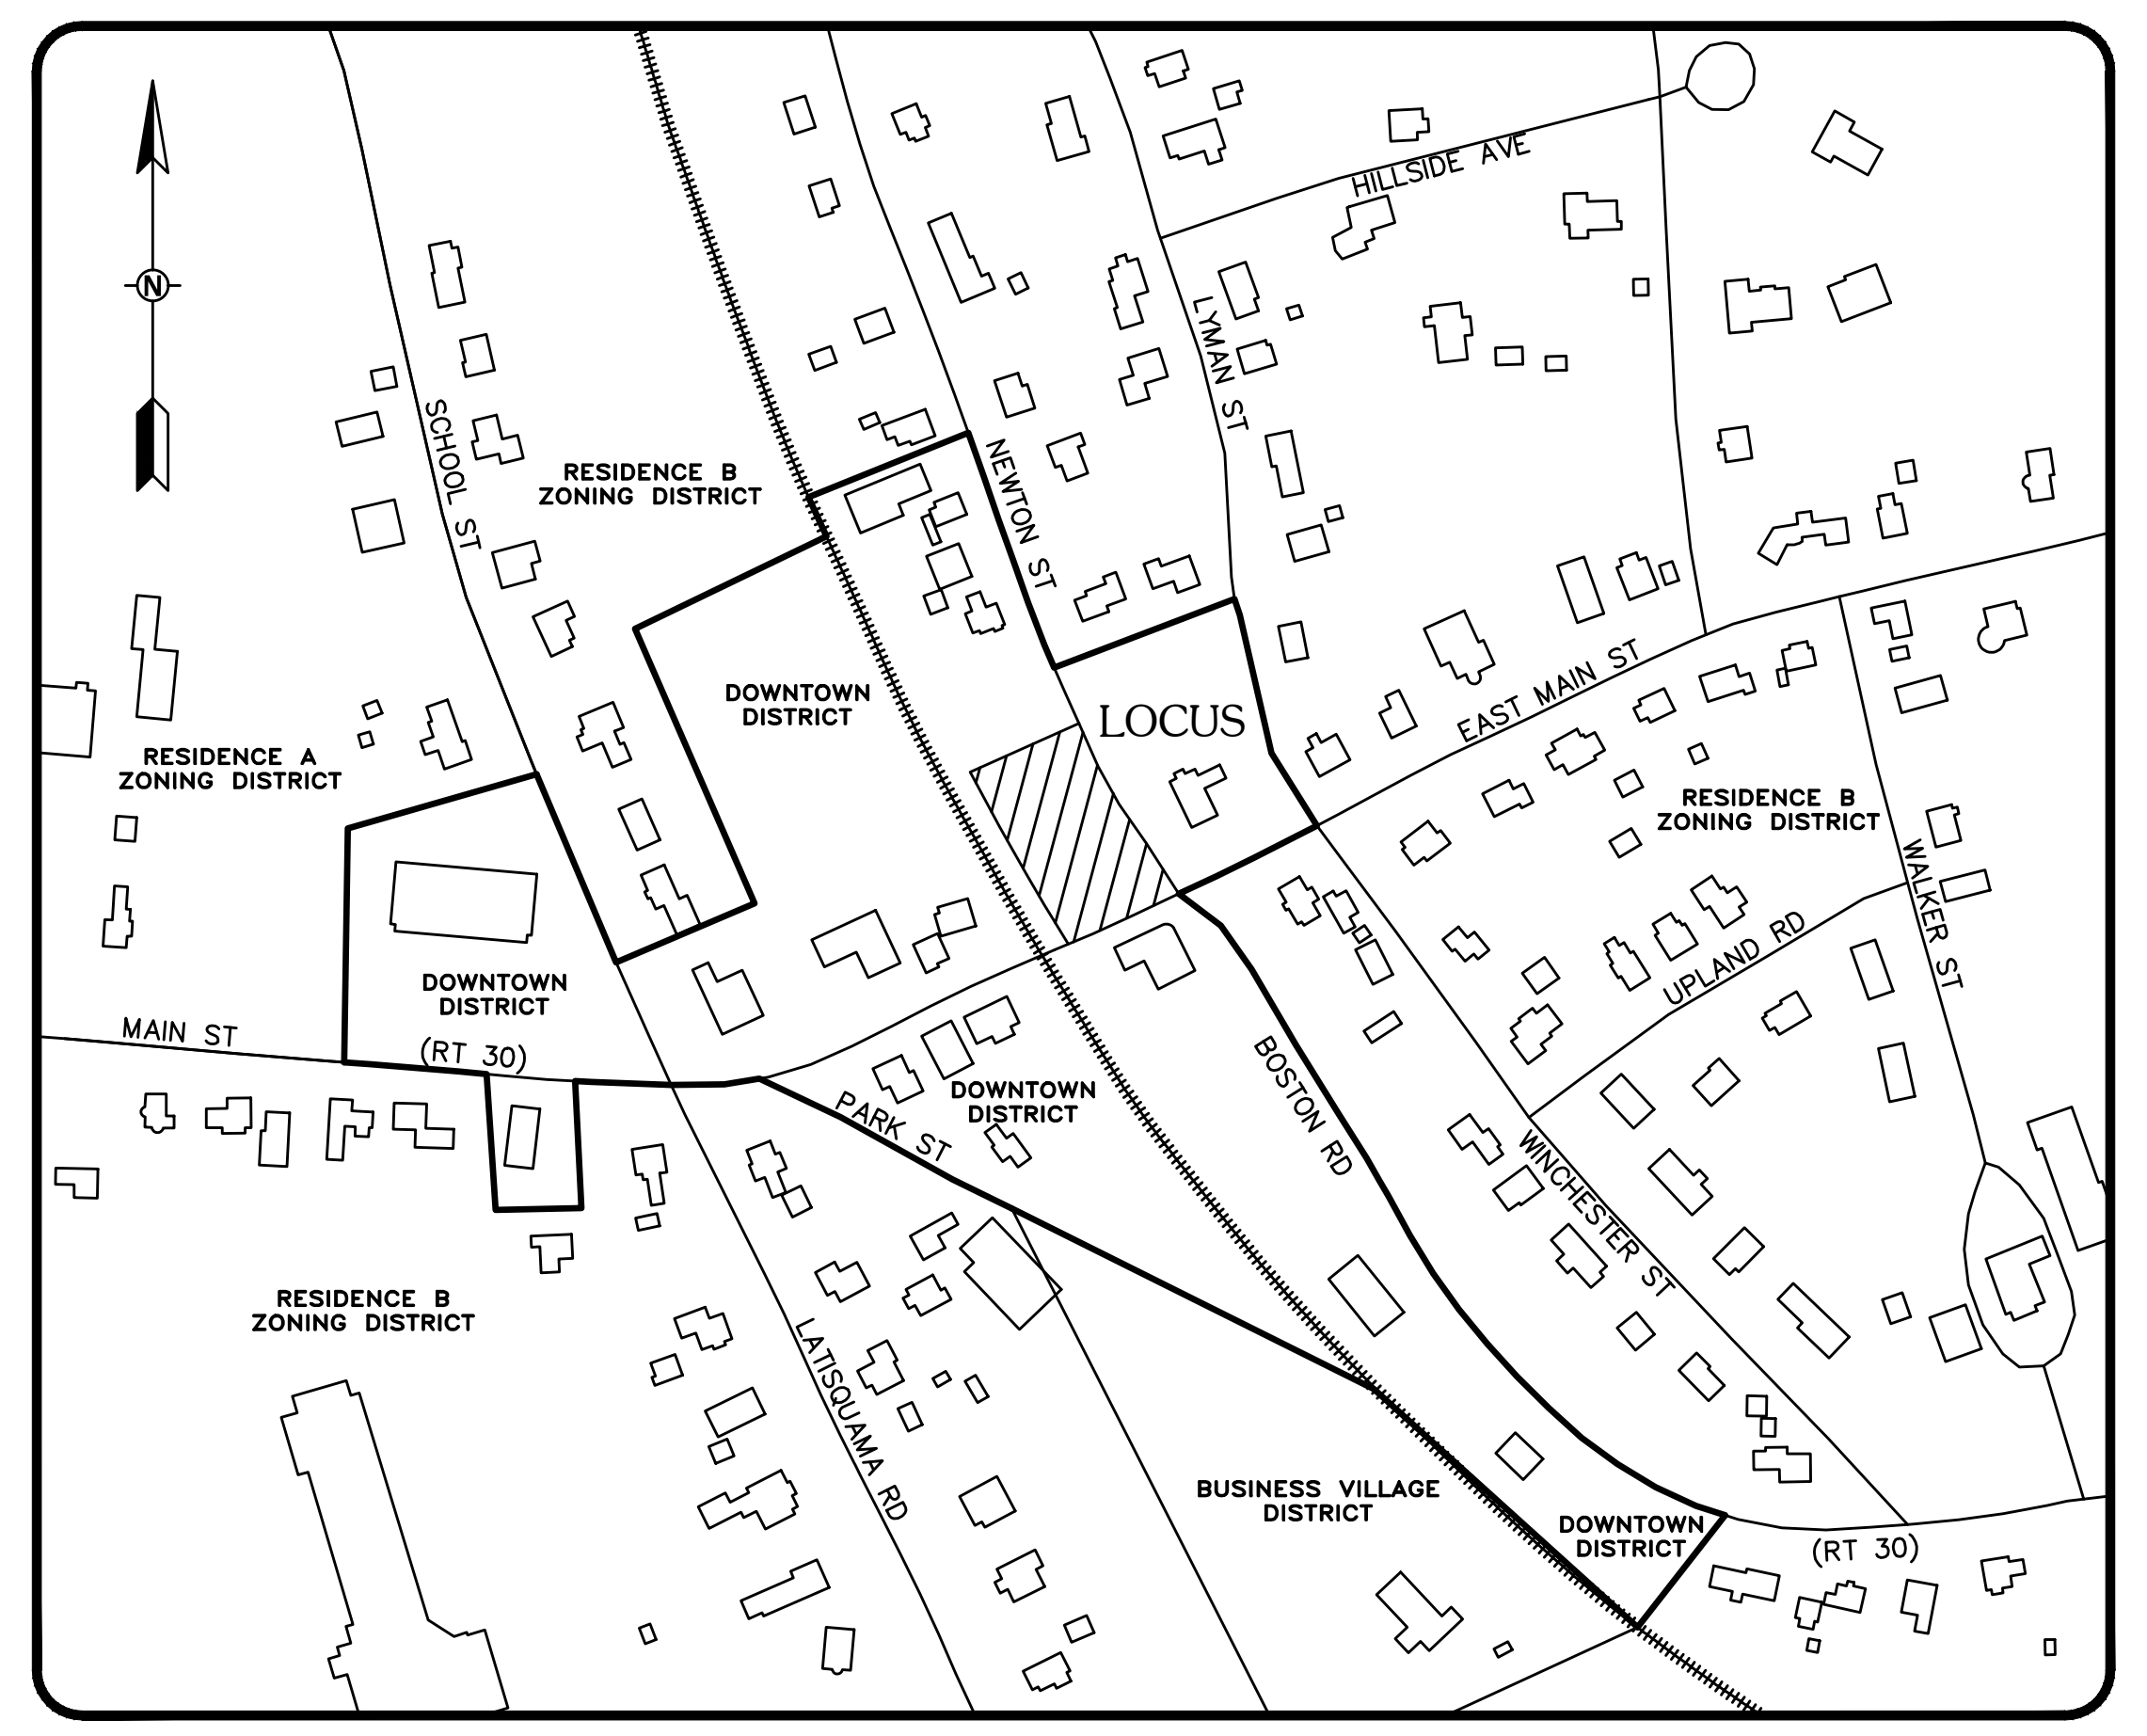 HILLSIDE AVE
N
LYMAN ST
SCHOOL ST
NEWTON ST
RESIDENCE B
ZONING DISTRICT
DOWNTOWN
DISTRICT
LOCUS
EAST MAIN ST
RESIDENCE A
ZONING DISTRICT
RESIDENCE B
ZONING DISTRICT
WALKER ST
UPLAND RD
DOWNTOWN
DISTRICT
MAIN ST
(RT 30)
DOWNTOWN
DISTRICT
PARK ST
BOSTON RD
WINCHESTER ST
RESIDENCE B
ZONING DISTRICT
LATISQUAMA RD
BUSINESS VILLAGE
DISTRICT
DOWNTOWN
DISTRICT
(RT 30)